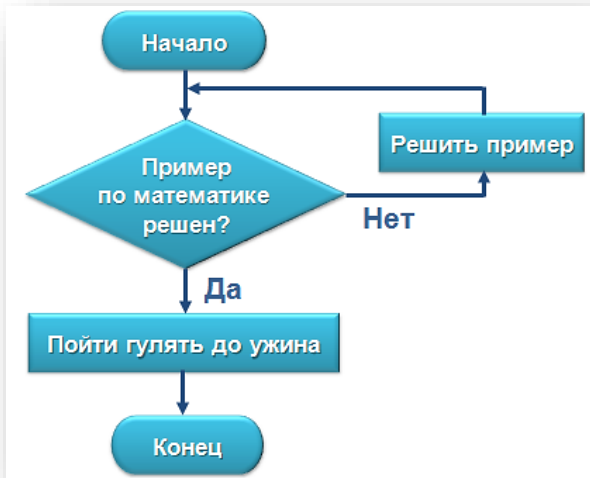 Начало
Решить пример
Пример
по математике
решен?
Нет
Да
Пойти гулять до ужина
Конец